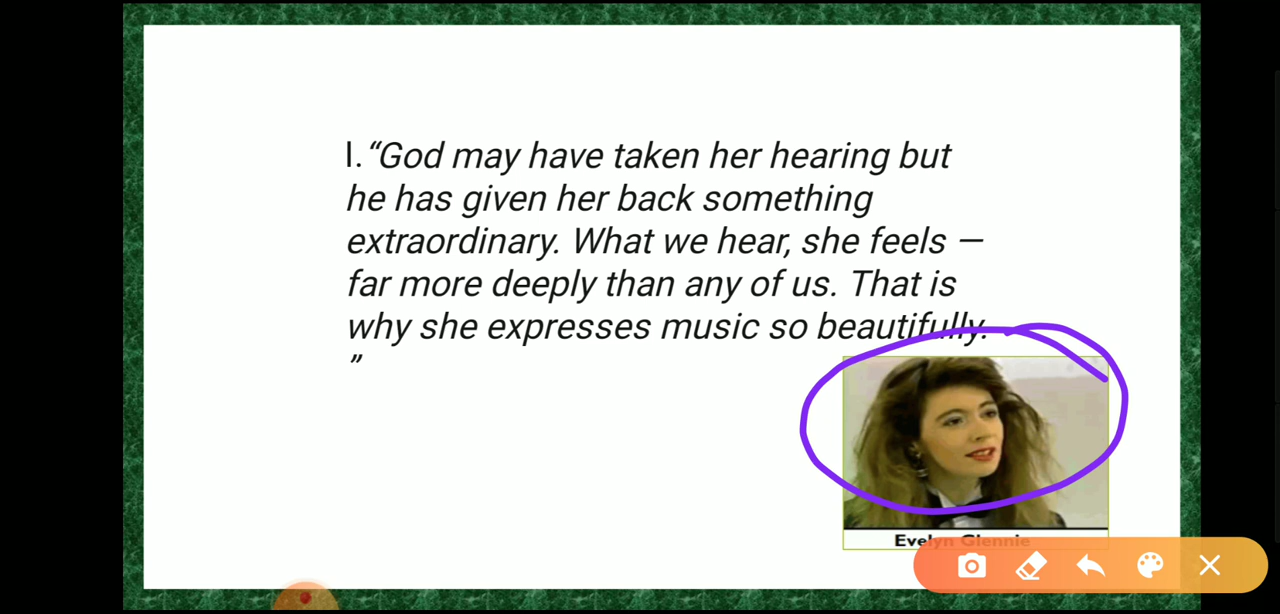 I. “God may have taken her hearing but
he has given her back something
extraordinary. What we hear, she feels —
far more deeply than any of us. That is
why she expresses music so beautifully.
”
Evelyn Glennie